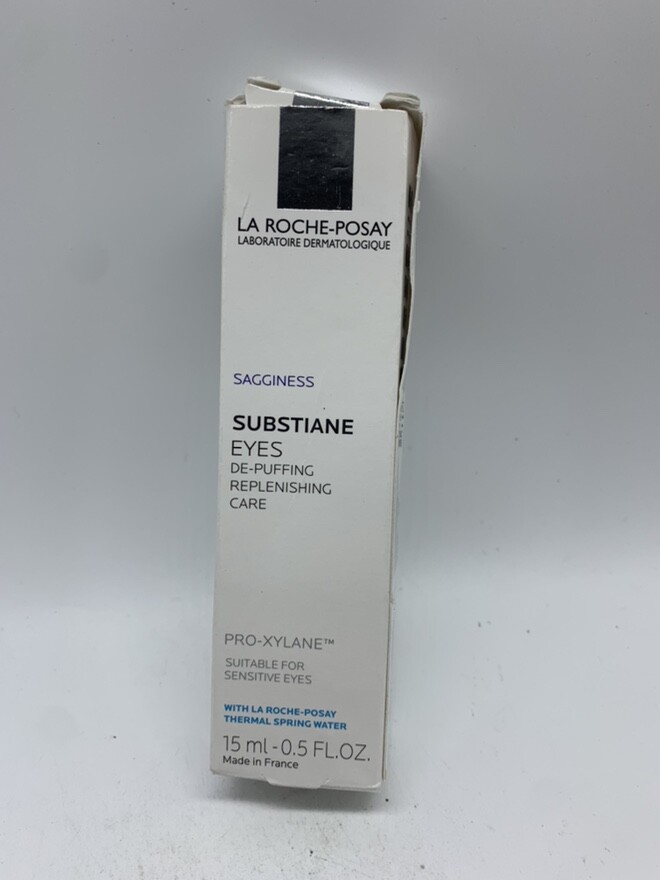 LA ROCHE-POSAY
LABORATOIRE DERMATOLOGIQUE
SAGGINESS
SUBSTIANE
EYES
DE-PUFFING
REPLENISHING
CARE
PRO-XYLANE™
SUITABLE FOR
SENSITIVE EYES
WITH LA ROCHE-POSAY
THERMAL SPRING WATER
15 ml - 0.5 FL.OZ.
Made in France